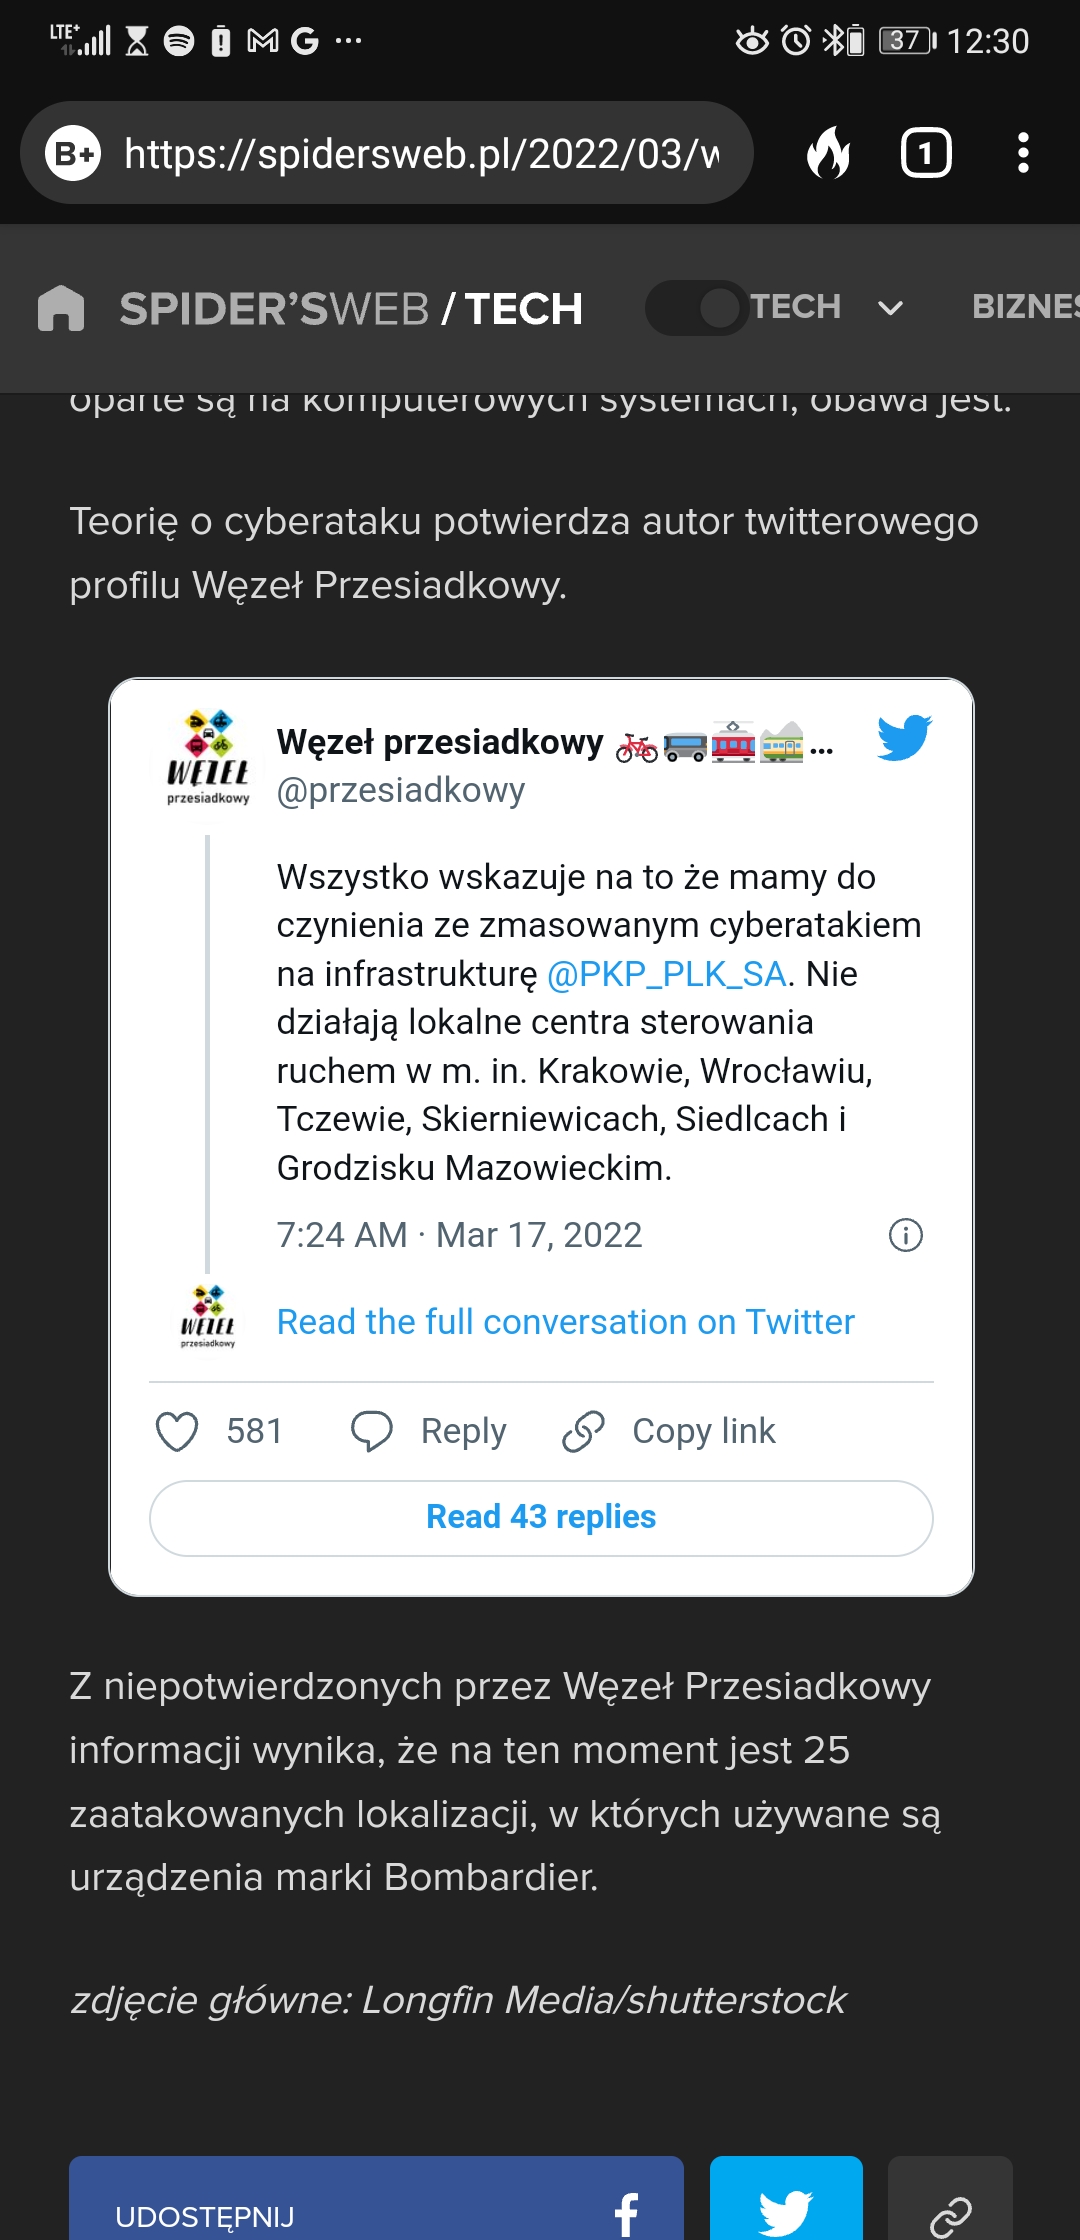 LTE+
37
12:30
B+
https://spidersweb.pl/2022/03/w
1
SPIDER'SWEB / TECH
TECH
BIZNES
oparte są na komputerowych systemach, obawa jest.
Teorię o cyberataku potwierdza autor twitterowego
profilu Węzeł Przesiadkowy.
WĘZEŁ
przesiadkowy
Węzeł przesiadkowy 🚲🚌🚋🚞...
@przesiadkowy
Wszystko wskazuje na to że mamy do
czynienia ze zmasowanym cyberatakiem
na infrastrukturę @PKP_PLK_SA. Nie
działają lokalne centra sterowania
ruchem w m. in. Krakowie, Wrocławiu,
Tczewie, Skierniewicach, Siedlcach i
Grodzisku Mazowieckim.
7:24 AM · Mar 17, 2022
WĘZEŁ
przesiadkowy
Read the full conversation on Twitter
581
Reply
Copy link
Read 43 replies
Z niepotwierdzonych przez Węzeł Przesiadkowy
informacji wynika, że na ten moment jest 25
zaatakowanych lokalizacji, w których używane są
urządzenia marki Bombardier.
zdjęcie główne: Longfin Media/shutterstock
UDOSTĘPNIJ